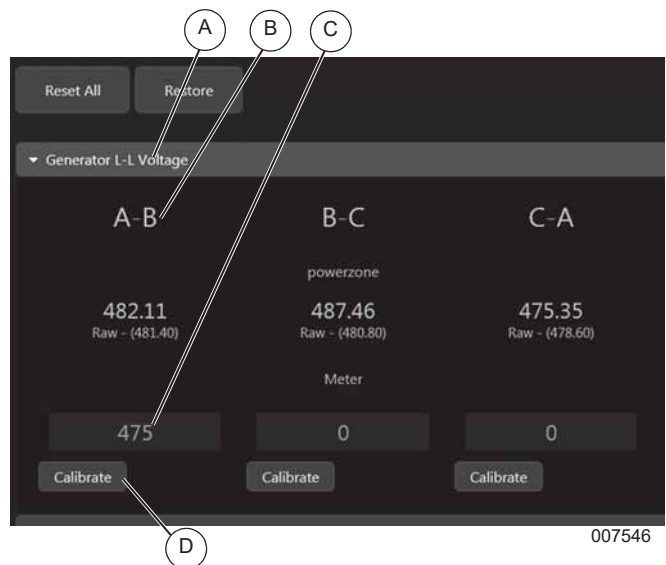 A B C
Reset All Restore
Generator L-L Voltage
A-B B-C C-A
powerzone
482.11 487.46 475.35
Raw - (481.40) Raw - (480.80) Raw - (478.60)
Meter
475 0 0
Calibrate Calibrate Calibrate
D
007546